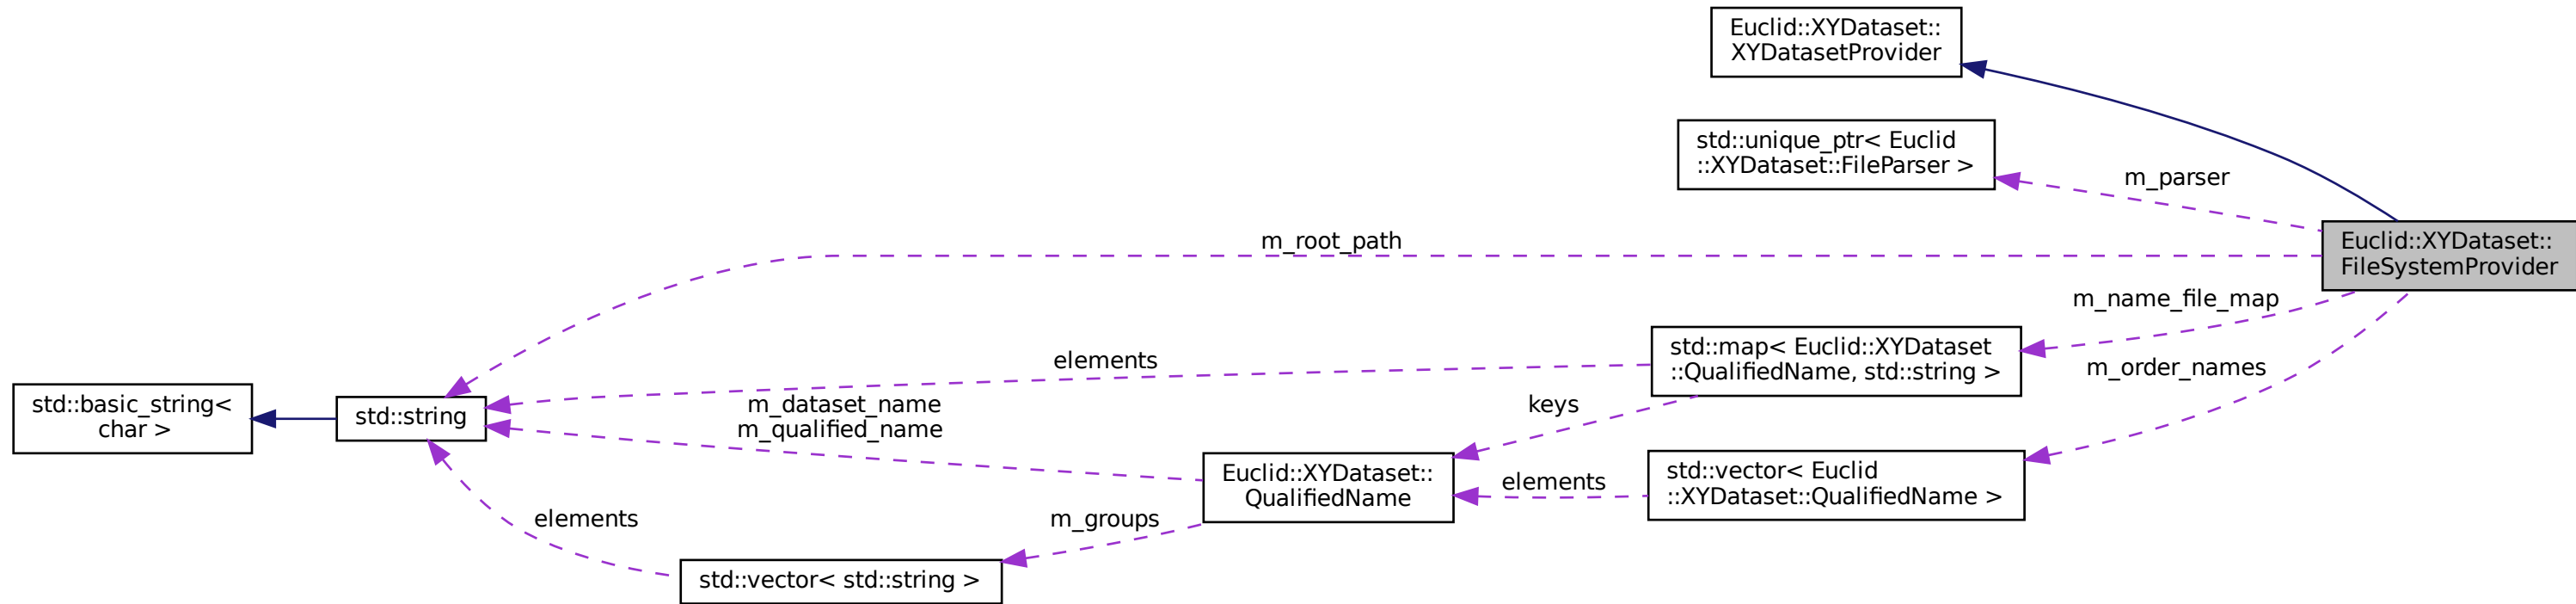 Euclid::XYDataset::
XYDatasetProvider
std::unique_ptr< Euclid
::XYDataset::FileParser >
m_parser
m_root_path
Euclid::XYDataset::
FileSystemProvider
m_name_file_map
std::map< Euclid::XYDataset
::QualifiedName, std::string >
elements
m_order_names
std::basic_string<
char >
std::string
m_dataset_name
m_qualified_name
keys
Euclid::XYDataset::
QualifiedName
elements
std::vector< Euclid
::XYDataset::QualifiedName >
elements
m_groups
std::vector< std::string >